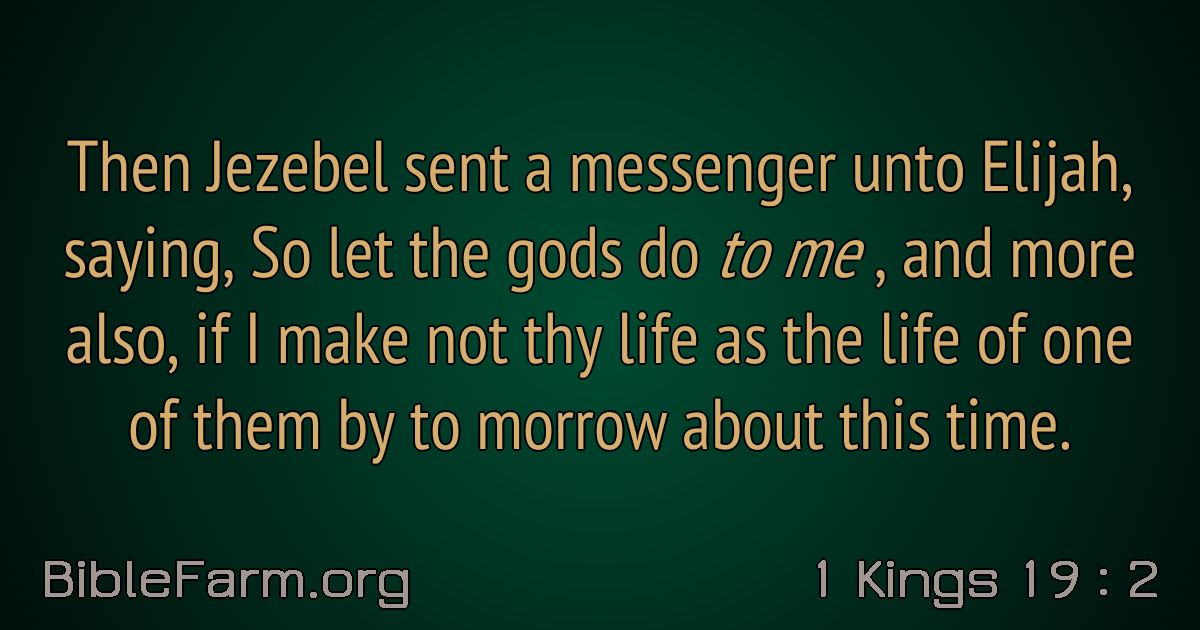 Then Jezebel sent a messenger unto Elijah,
saying, So let the gods do to me , and more
also, if I make not thy life as the life of one
of them by to morrow about this time.
BibleFarm.org
1 Kings 19 : 2